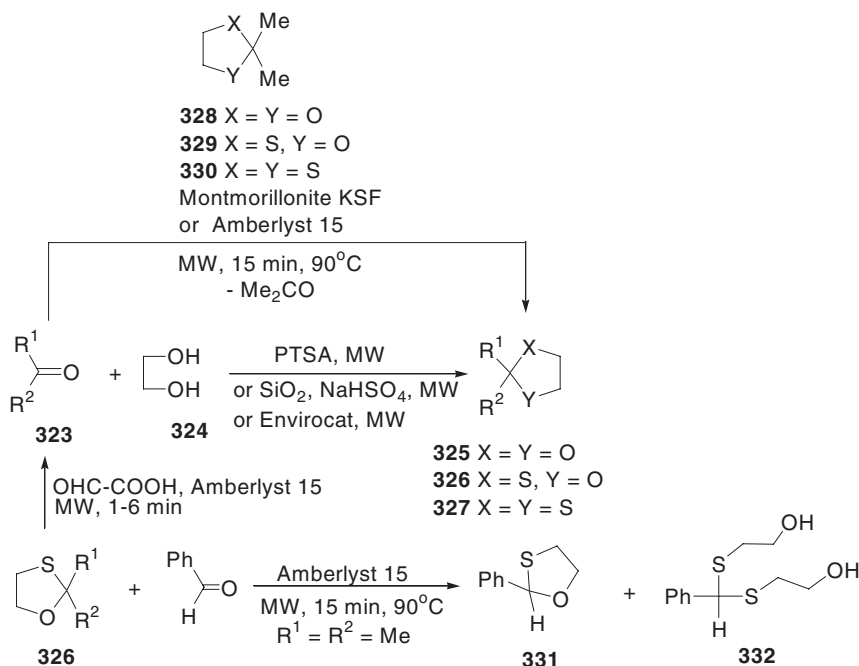 X Me
Y Me
328 X = Y = O
329 X = S, Y = O
330 X = Y = S
Montmorillonite KSF
or Amberlyst 15
MW, 15 min, 90°C
- Me₂CO
R¹
R²
O
+
OH
OH
PTSA, MW
or SiO₂, NaHSO₄, MW
or Envirocat, MW
R¹ X
R² Y
323
324
325 X = Y = O
326 X = S, Y = O
327 X = Y = S
OHC-COOH, Amberlyst 15
MW, 1-6 min
S R¹
O R²
326
+
Ph
H
O
Amberlyst 15
MW, 15 min, 90°C
R¹ = R² = Me
S
Ph O
H
331
+
OH
S
OH
Ph S
H
332